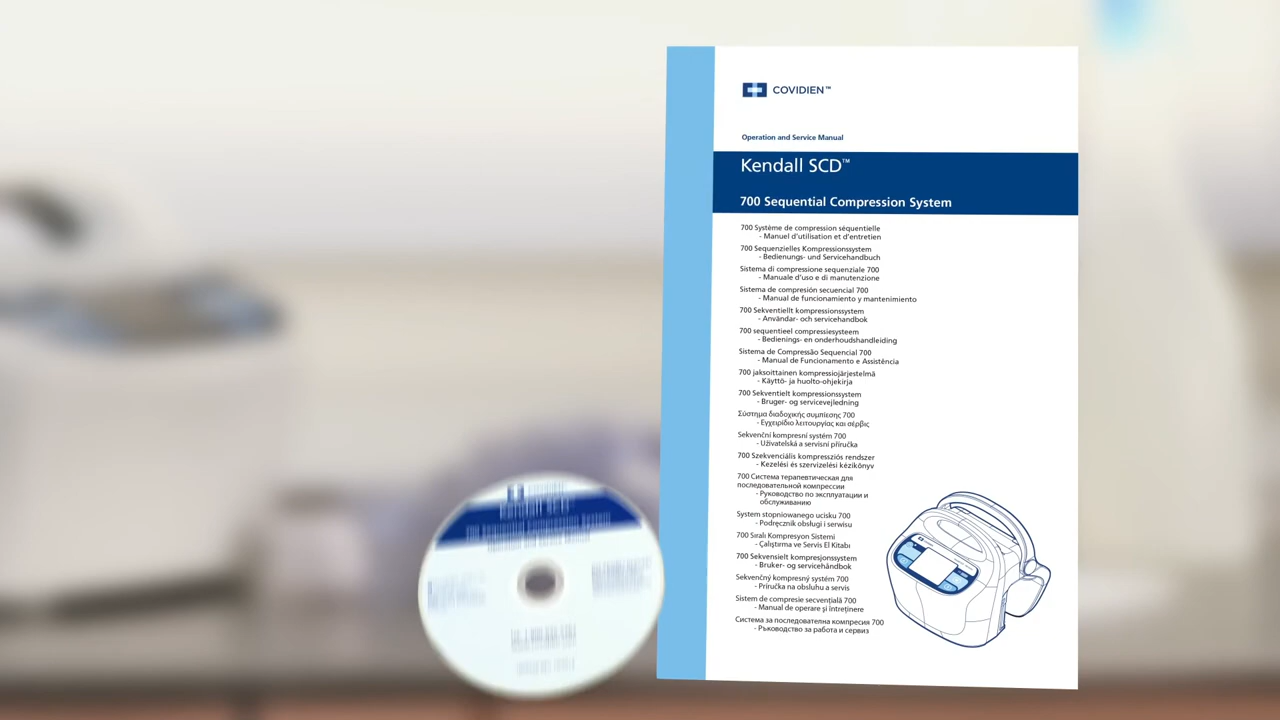 COVIDIEN™
Operation and Service Manual
Kendall SCD™
700 Sequential Compression System
700 Système de compression séquentielle
- Manuel d'utilisation et d'entretien
700 Sequenzielles Kompressionssystem
- Bedienungs- und Servicehandbuch
Sistema di compressione sequenziale 700
- Manuale d'uso e di manutenzione
Sistema de compresión secuencial 700
- Manual de funcionamiento y mantenimiento
700 Sekventiellt kompressionssystem
- Användar- och servicehandbok
700 sequentieel compressiesysteem
- Bedienings- en onderhoudshandleiding
Sistema de Compressão Sequencial 700
- Manual de Funcionamento e Assistência
700 jaksoittainen kompressiojärjestelmä
- Käyttö- ja huolto-ohjekirja
700 Sekventielt kompressionssystem
- Bruger- og servicevejledning
Σύστημα διαδοχικής συμπίεσης 700
- Εγχειρίδιο λειτουργίας και σέρβις
Sekvenční kompresní systém 700
- Uživatelská a servisní příručka
700 Szekvenciális kompressziós rendszer
- Kezelési és szervizelési kézikönyv
700 Система терапевтическая для
последовательной компрессии
- Руководство по эксплуатации и
обслуживанию
System stopniowanego ucisku 700
- Podręcznik obsługi i serwisu
700 Sıralı Kompresyon Sistemi
- Çalıştırma ve Servis El Kitabı
700 Sekvensielt kompresjonssystem
- Bruker- og servicehåndbok
Sekvenčný kompresný systém 700
- Príručka na obsluhu a servis
Sistem de compresie secvenţială 700
- Manual de operare şi întreţinere
Система за последователна компресия 700
- Ръководство за работа и сервиз